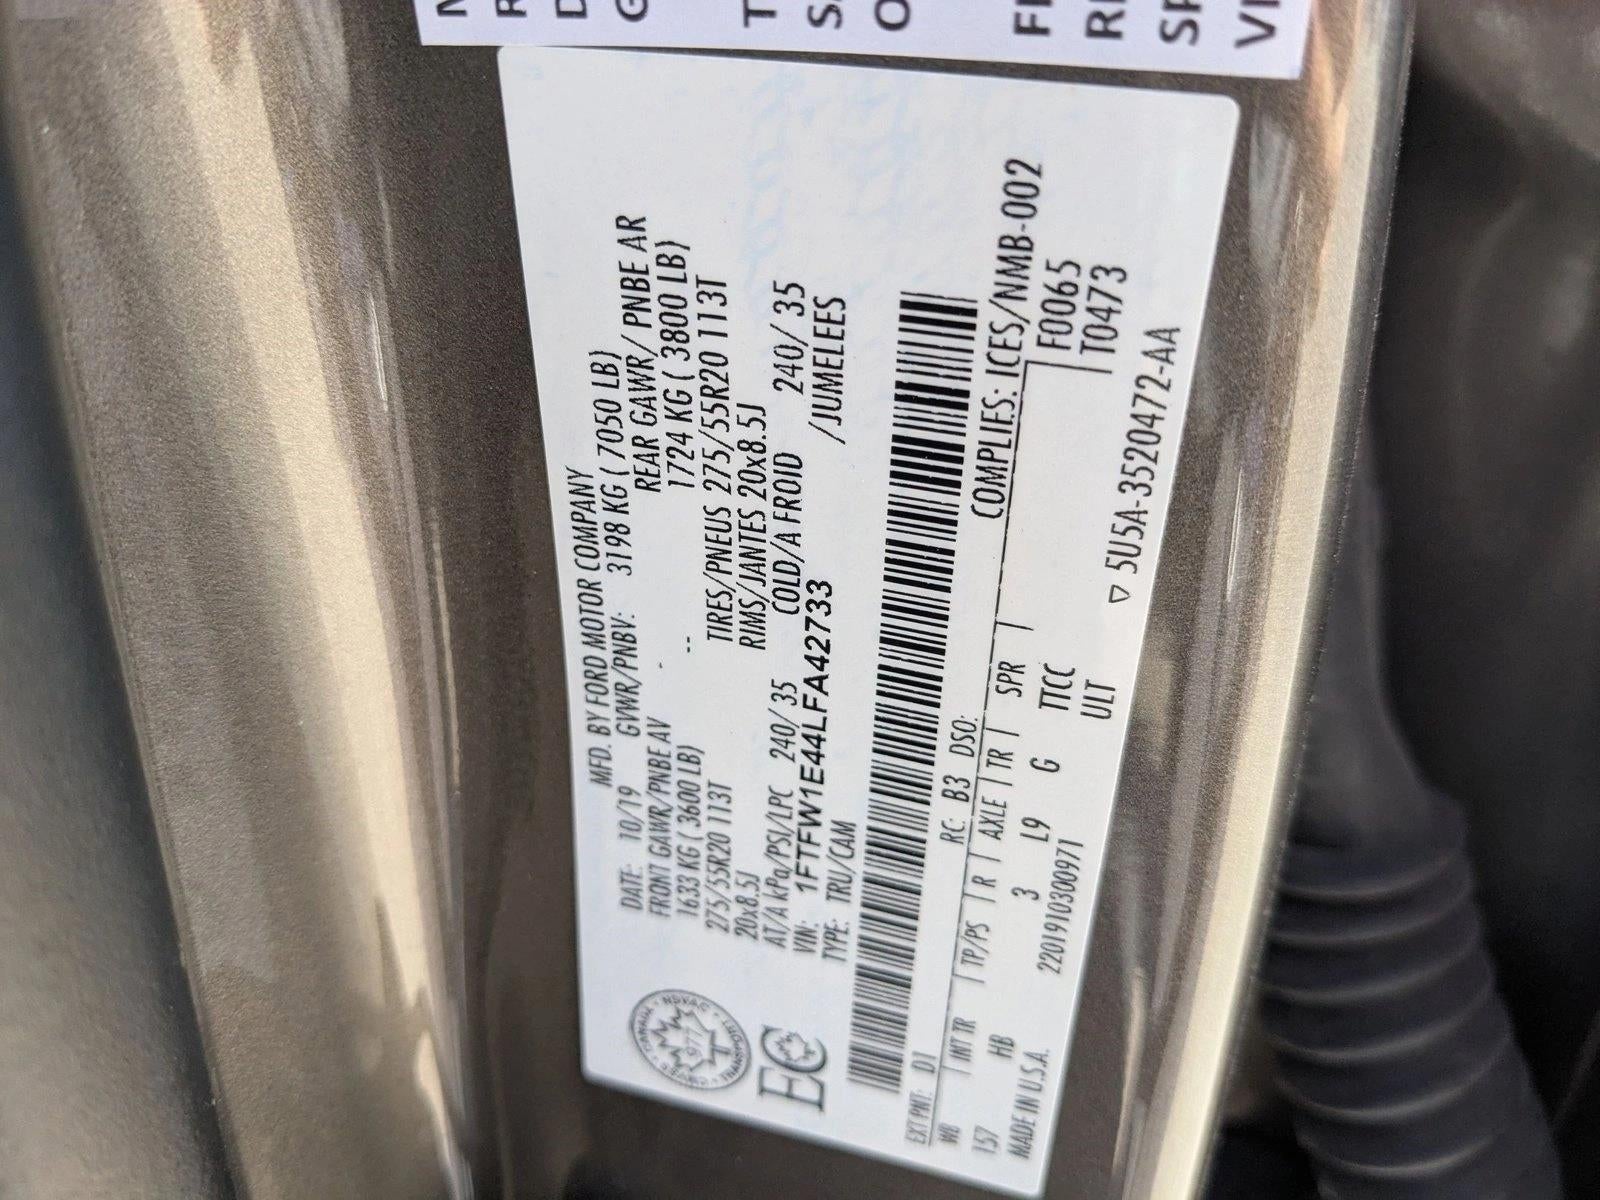 MFD. BY FORD MOTOR COMPANY
DATE: 10/19 GVWR/PNBV: 3198 KG ( 7050 LB)
FRONT GAWR/PNBE AV REAR GAWR/ PNBE AR
1633 KG ( 3600 LB) -- 1724 KG ( 3800 LB)
275/55R20 113T TIRES/PNEUS 275/55R20 113T
20x8.5J RIMS/JANTES 20x8.5J
AT/A kPa/PSI/LPC 240/ 35 COLD/A FROID 240/ 35
VIN: 1FTFW1E44LFA42733 /JUMELEES
TYPE: TRU/CAM
EC
COMPLIES: ICES/NMB-002
EXT PNT: D1 RC: B3 DSO: F0065
WB INT TR TP/PS R AXLE TR SPR T0473
157 HB 3 L9 G TTCC
MADE IN U.S.A. 2201910300971 ULT
5U5A-3520472-AA